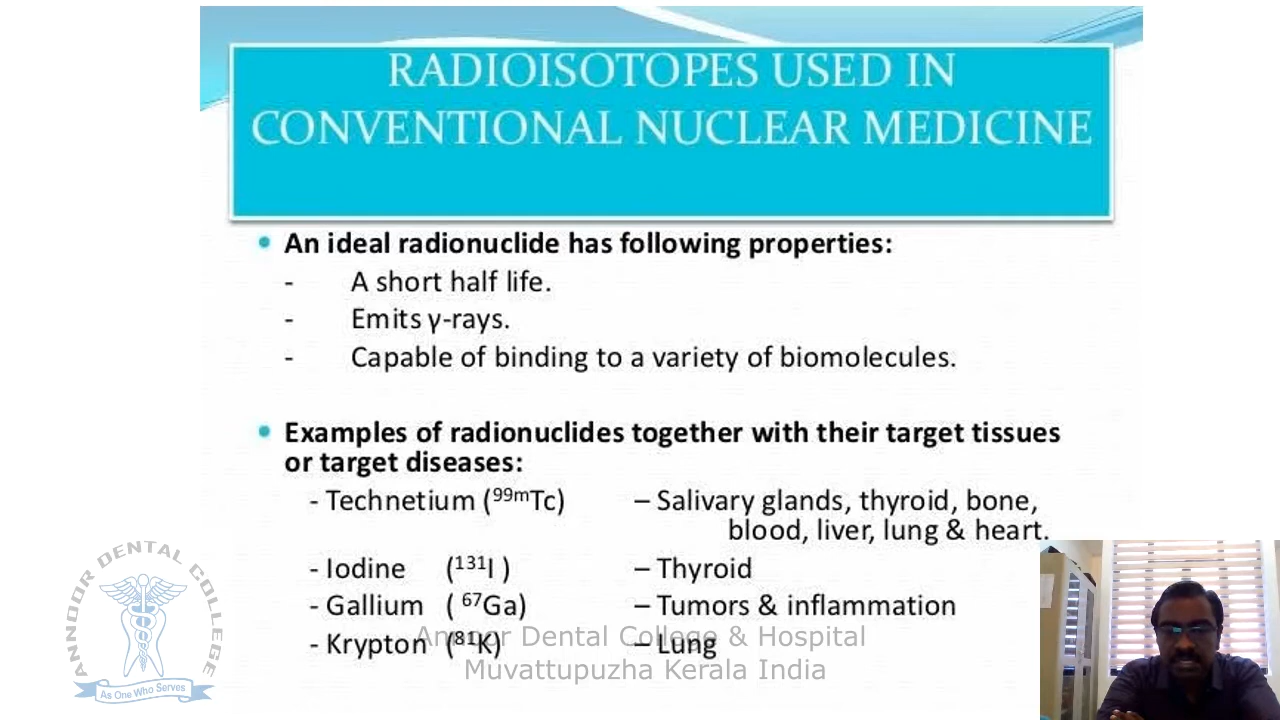 RADIOISOTOPES USED IN
CONVENTIONAL NUCLEAR MEDICINE
• An ideal radionuclide has following properties:
- A short half life.
- Emits γ-rays.
- Capable of binding to a variety of biomolecules.
• Examples of radionuclides together with their target tissues
or target diseases:
- Technetium (⁹⁹ᵐTc) – Salivary glands, thyroid, bone,
blood, liver, lung & heart.
- Iodine (¹³¹I ) – Thyroid
- Gallium ( ⁶⁷Ga) – Tumors & inflammation
- Krypton (⁸¹K) – Lung
Annoor Dental College & Hospital
Muvattupuzha Kerala India
ANNOOR DENTAL COLLEGE
As One Who Serves